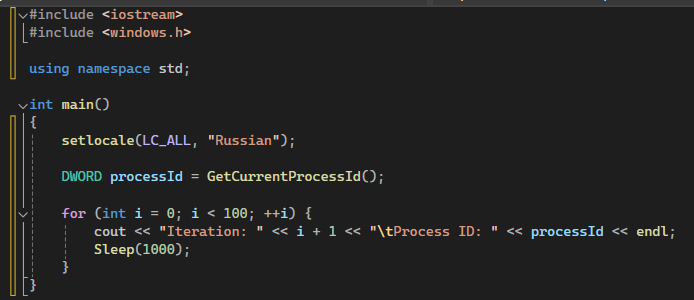 #include <iostream>
#include <windows.h>
using namespace std;
int main()
{
setlocale(LC_ALL, "Russian");
DWORD processId = GetCurrentProcessId();
for (int i = 0; i < 100; ++i) {
cout << "Iteration: " << i + 1 << "\tProcess ID: " << processId << endl;
Sleep(1000);
}
}